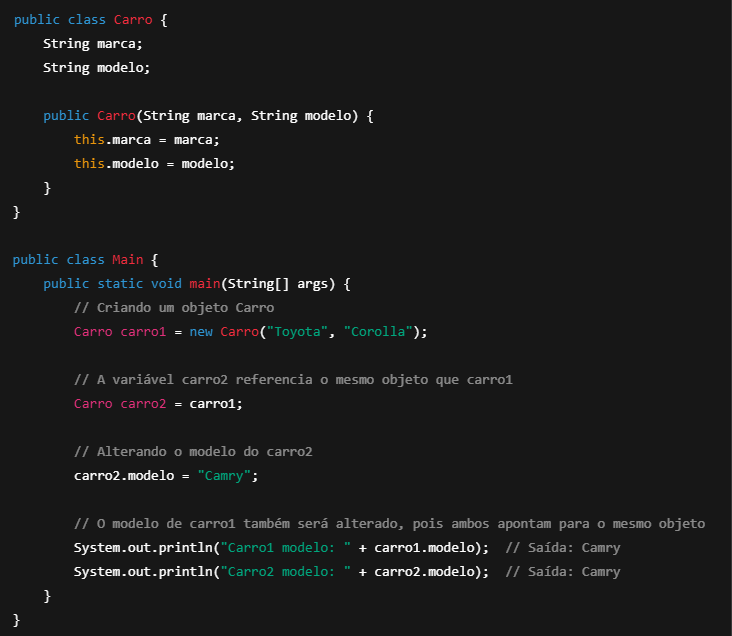 public class Carro {
    String marca;
    String modelo;

    public Carro(String marca, String modelo) {
        this.marca = marca;
        this.modelo = modelo;
    }
}

public class Main {
    public static void main(String[] args) {
        // Criando um objeto Carro
        Carro carro1 = new Carro("Toyota", "Corolla");

        // A variável carro2 referencia o mesmo objeto que carro1
        Carro carro2 = carro1;

        // Alterando o modelo do carro2
        carro2.modelo = "Camry";

        // O modelo de carro1 também será alterado, pois ambos apontam para o mesmo objeto
        System.out.println("Carro1 modelo: " + carro1.modelo);  // Saída: Camry
        System.out.println("Carro2 modelo: " + carro2.modelo);  // Saída: Camry
    }
}